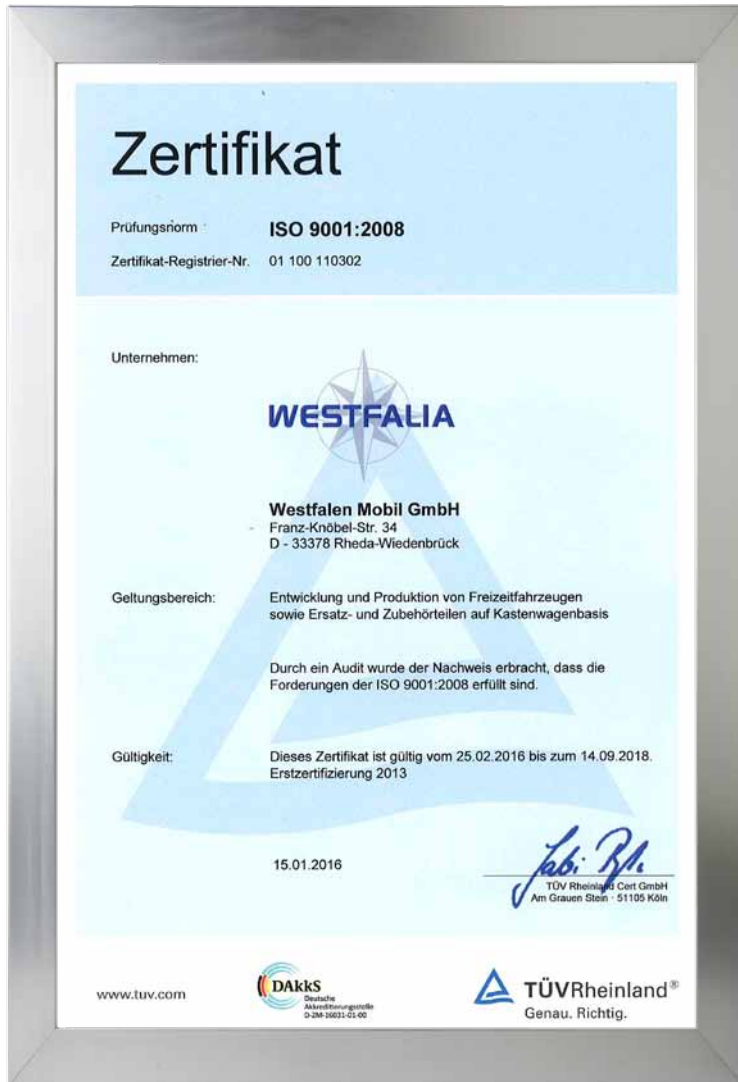 Zertifikat
Prüfungsnorm ISO 9001:2008
Zertifikat-Registrier-Nr. 01 100 110302
Unternehmen:
WESTFALIA
Westfalen Mobil GmbH
Franz-Knöbel-Str. 34
D - 33378 Rheda-Wiedenbrück
Geltungsbereich: Entwicklung und Produktion von Freizeitfahrzeugen
sowie Ersatz- und Zubehörteilen auf Kastenwagenbasis
Durch ein Audit wurde der Nachweis erbracht, dass die
Forderungen der ISO 9001:2008 erfüllt sind.
Gültigkeit: Dieses Zertifikat ist gültig vom 25.02.2016 bis zum 14.09.2018.
Erstzertifizierung 2013
15.01.2016
TÜV Rheinland Cert GmbH
Am Grauen Stein · 51105 Köln
www.tuv.com
DAkkS
Deutsche
Akkreditierungsstelle
D-ZM-16031-01-00
TÜVRheinland®
Genau. Richtig.